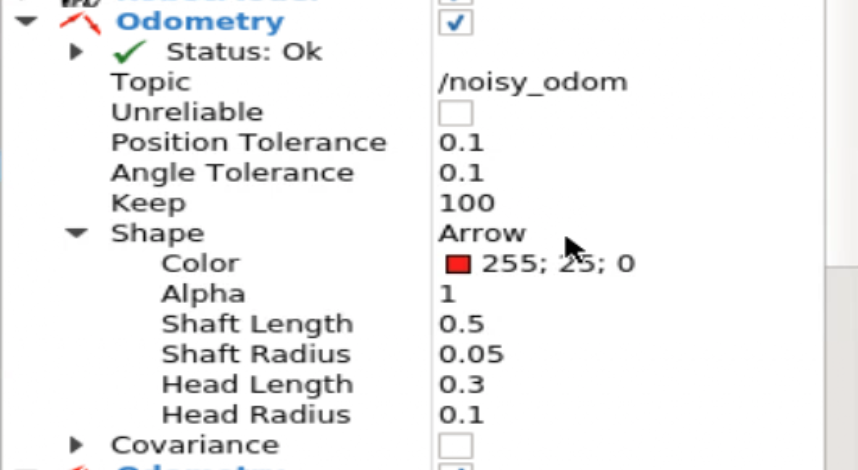 Odometry
Status: Ok
Topic /noisy_odom
Unreliable
Position Tolerance 0.1
Angle Tolerance 0.1
Keep 100
Shape Arrow
Color 255; 25; 0
Alpha 1
Shaft Length 0.5
Shaft Radius 0.05
Head Length 0.3
Head Radius 0.1
Covariance
Odometry